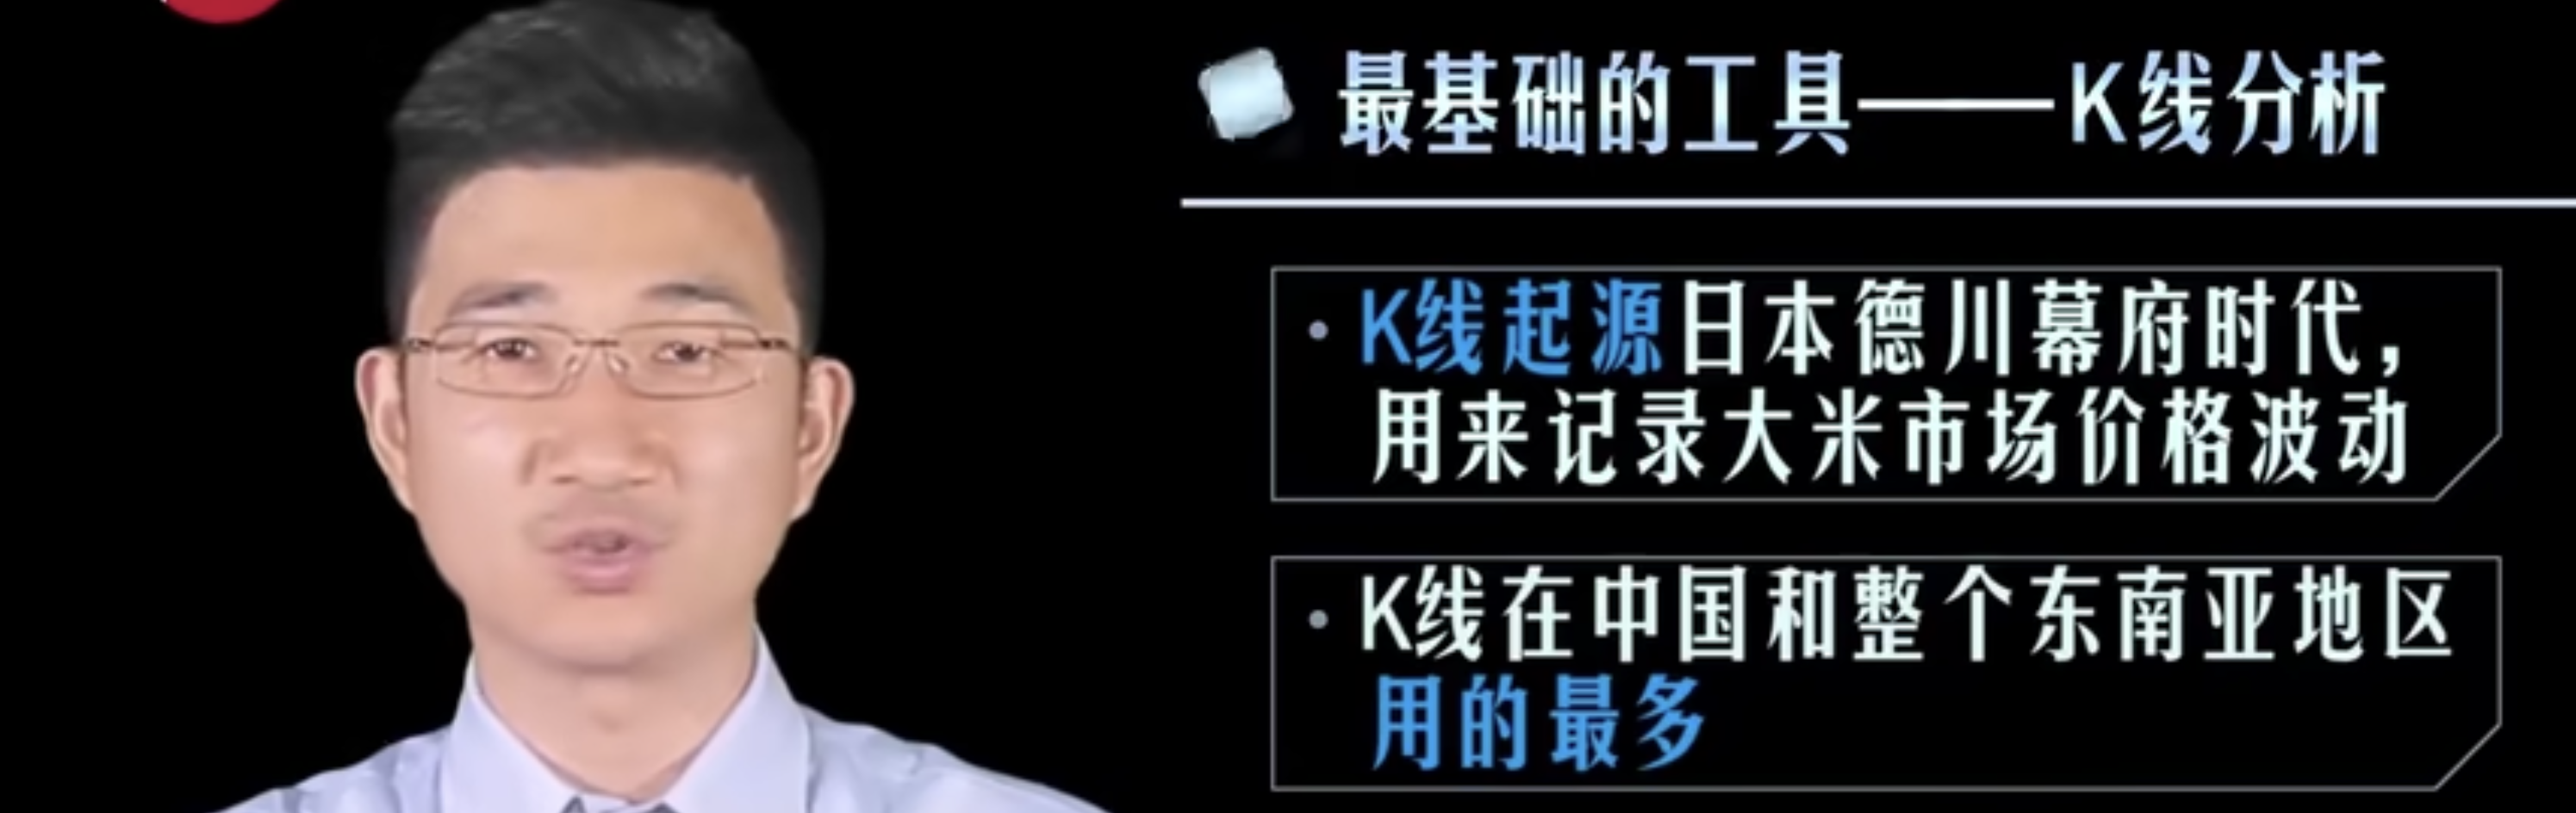 最基础的工具——K线分析
K线起源日本德川幕府时代，
用来记录大米市场价格波动
K线在中国和整个东南亚地区
用的最多